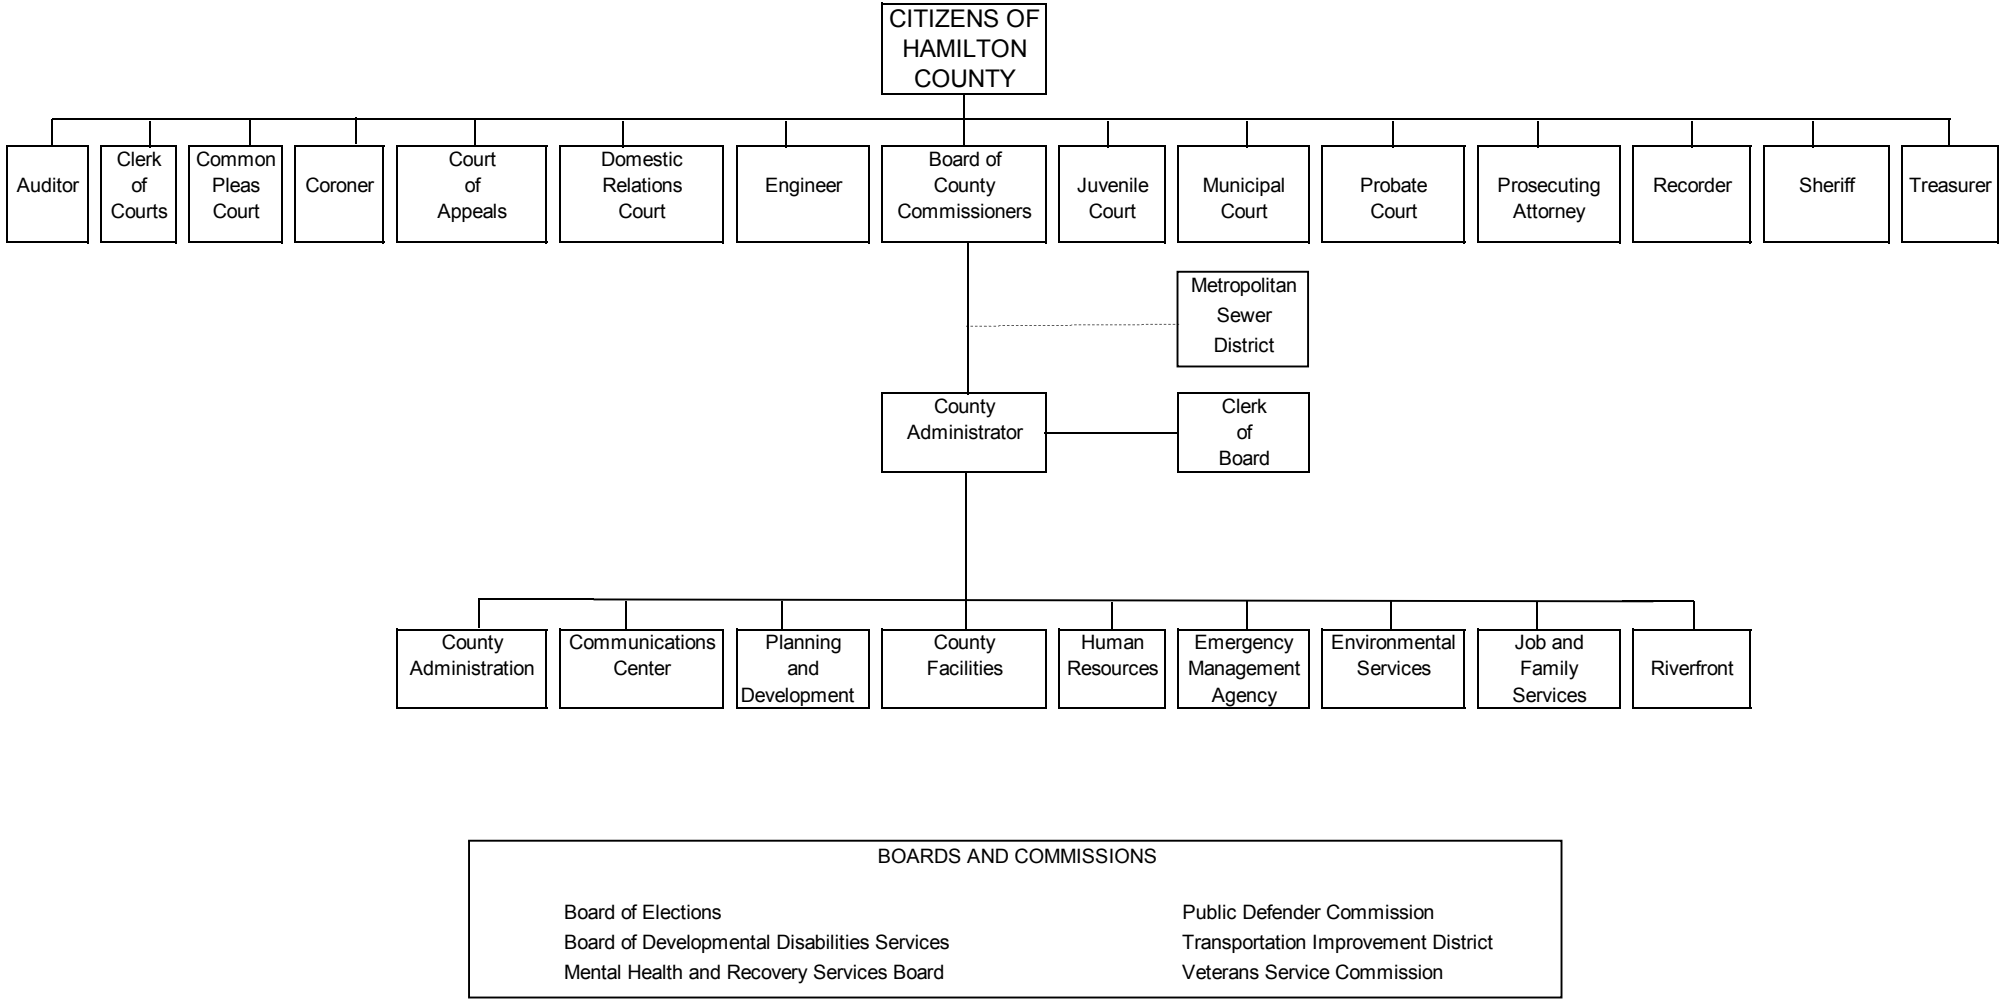 CITIZENS OF
HAMILTON
COUNTY
Auditor
Clerk
of
Courts
Common
Pleas
Court
Coroner
Court
of
Appeals
Domestic
Relations
Court
Engineer
Board of
County
Commissioners
Juvenile
Court
Municipal
Court
Probate
Court
Prosecuting
Attorney
Recorder
Sheriff
Treasurer
Metropolitan
Sewer
District
County
Administrator
Clerk
of
Board
County
Administration
Communications
Center
Planning
and
Development
County
Facilities
Human
Resources
Emergency
Management
Agency
Environmental
Services
Job and
Family
Services
Riverfront
BOARDS AND COMMISSIONS
Board of Elections
Board of Developmental Disabilities Services
Mental Health and Recovery Services Board
Public Defender Commission
Transportation Improvement District
Veterans Service Commission